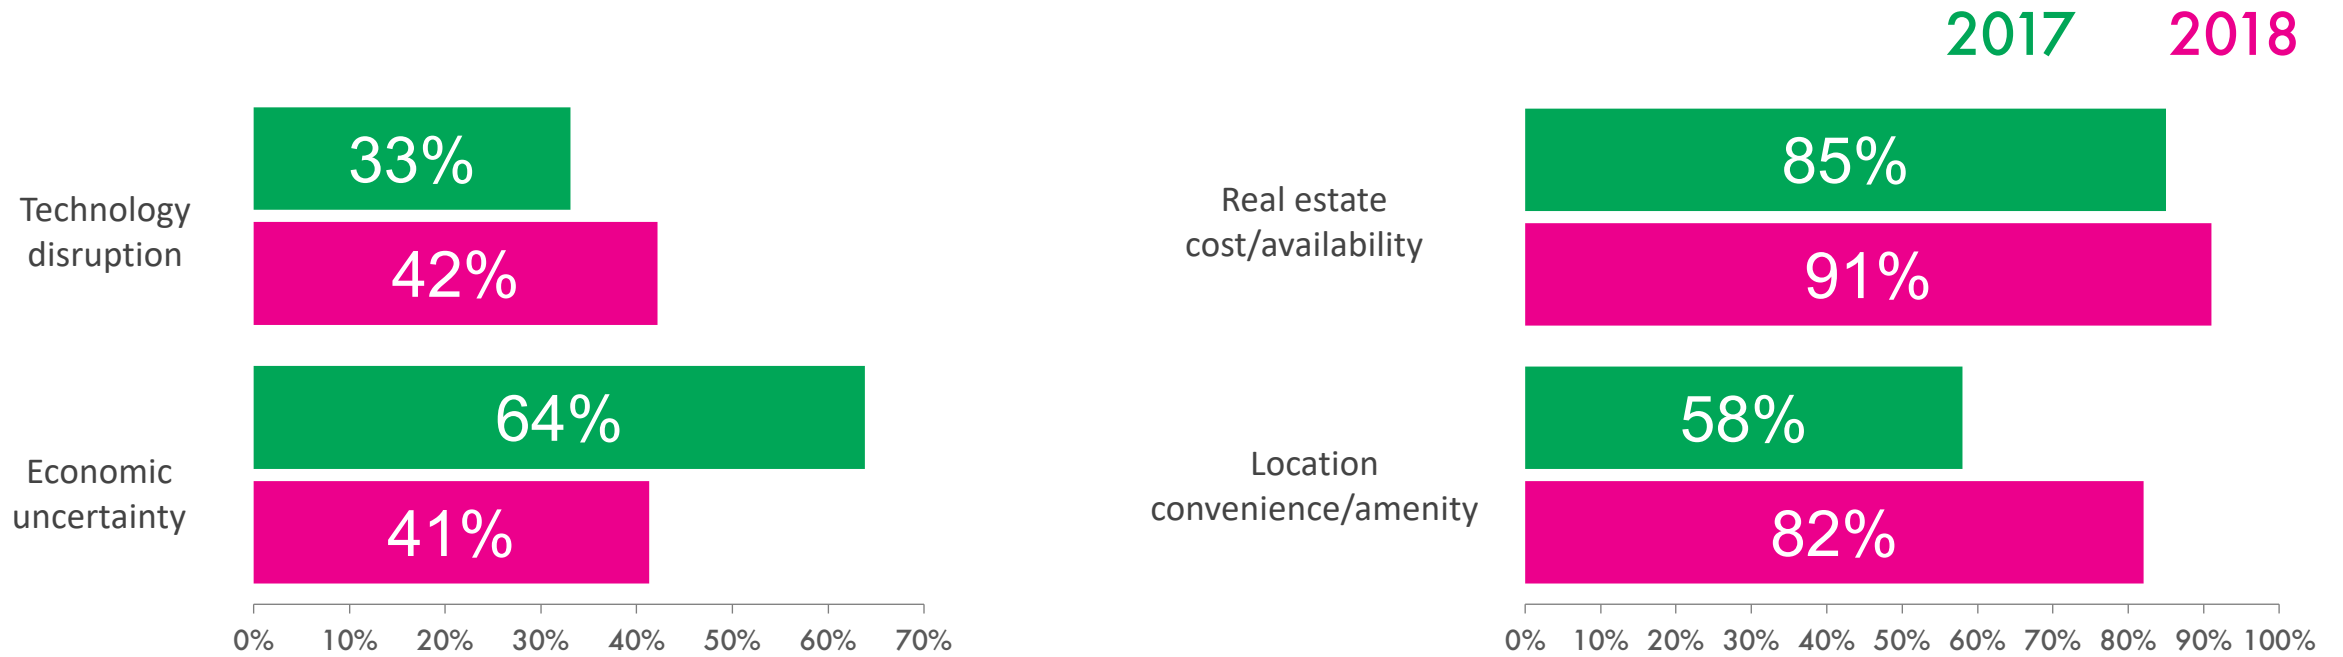 2017 2018
33%
Technology
disruption
42%
64%
Economic
uncertainty
41%
0% 10% 20% 30% 40% 50% 60% 70%
85%
Real estate
cost/availability
91%
58%
Location
convenience/amenity
82%
0% 10% 20% 30% 40% 50% 60% 70% 80% 90% 100%